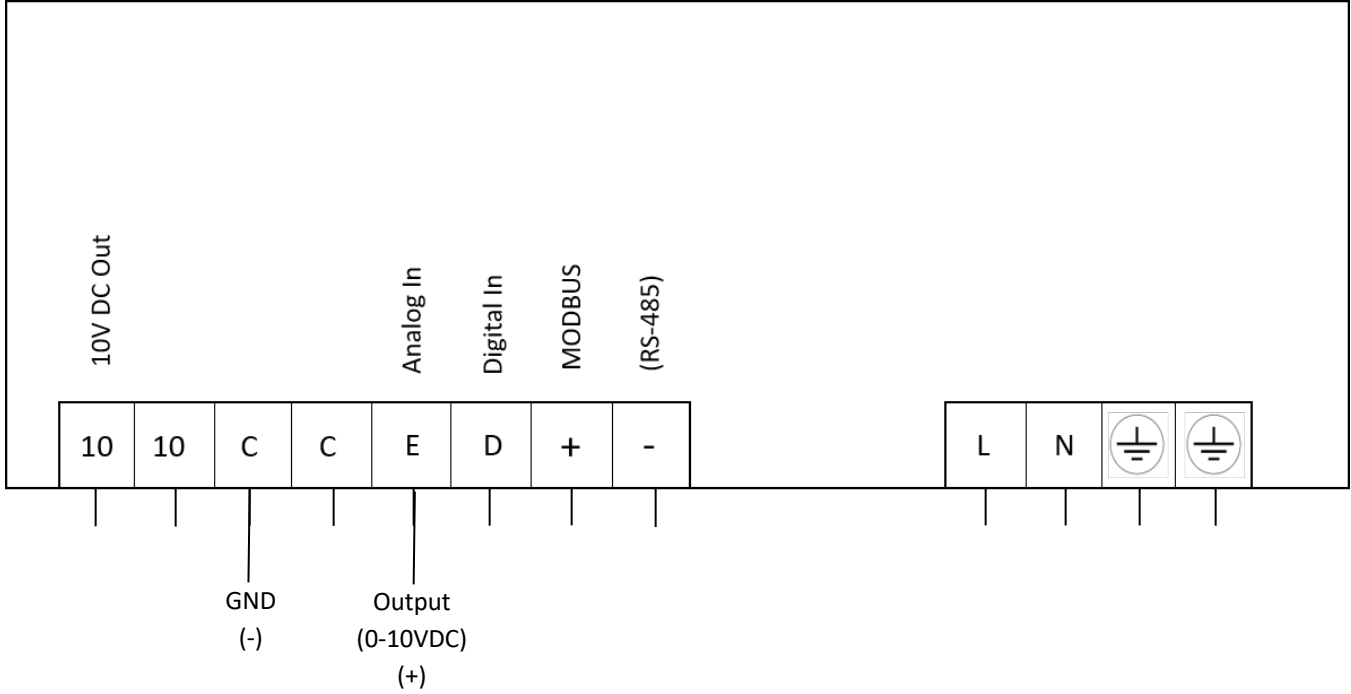 10V DC Out
Analog In
Digital In
MODBUS
(RS-485)
10 10 C C E D + -
L N
GND
(-)
Output
(0-10VDC)
(+)